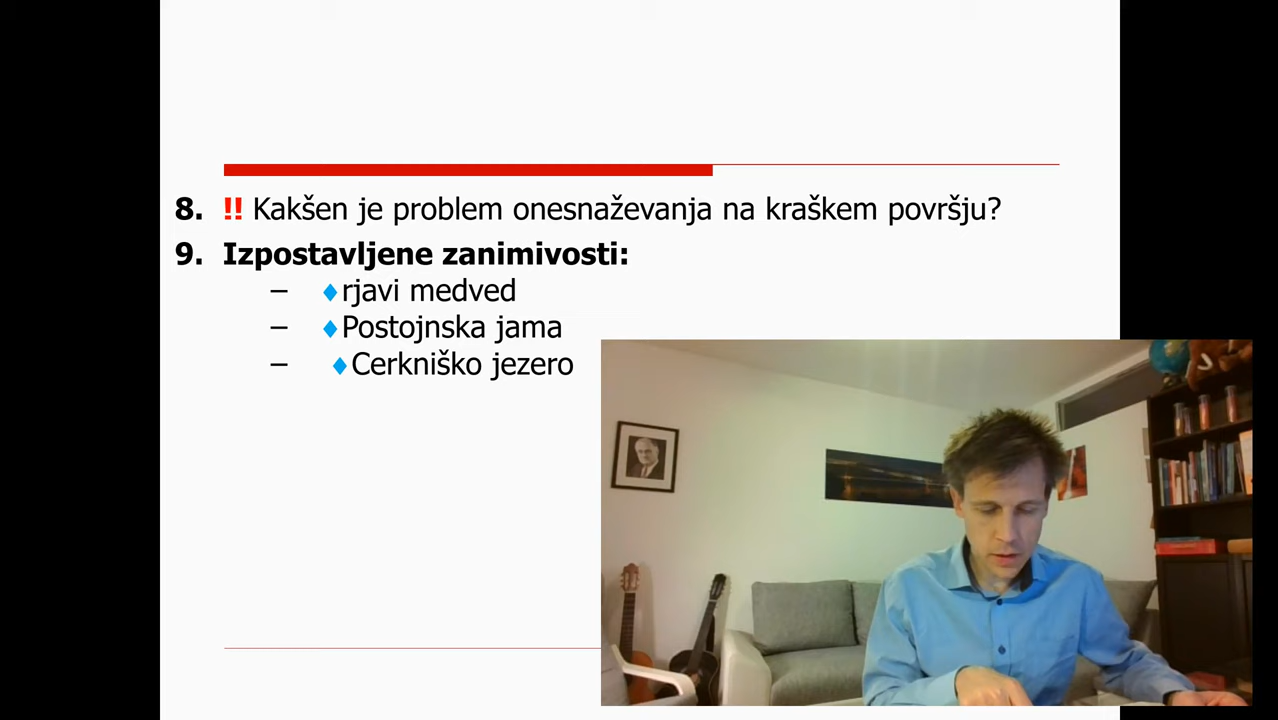 8. !! Kakšen je problem onesnaževanja na kraškem površju?
9. Izpostavljene zanimivosti:
– ♦rjavi medved
– ♦Postojnska jama
– ♦Cerkniško jezero